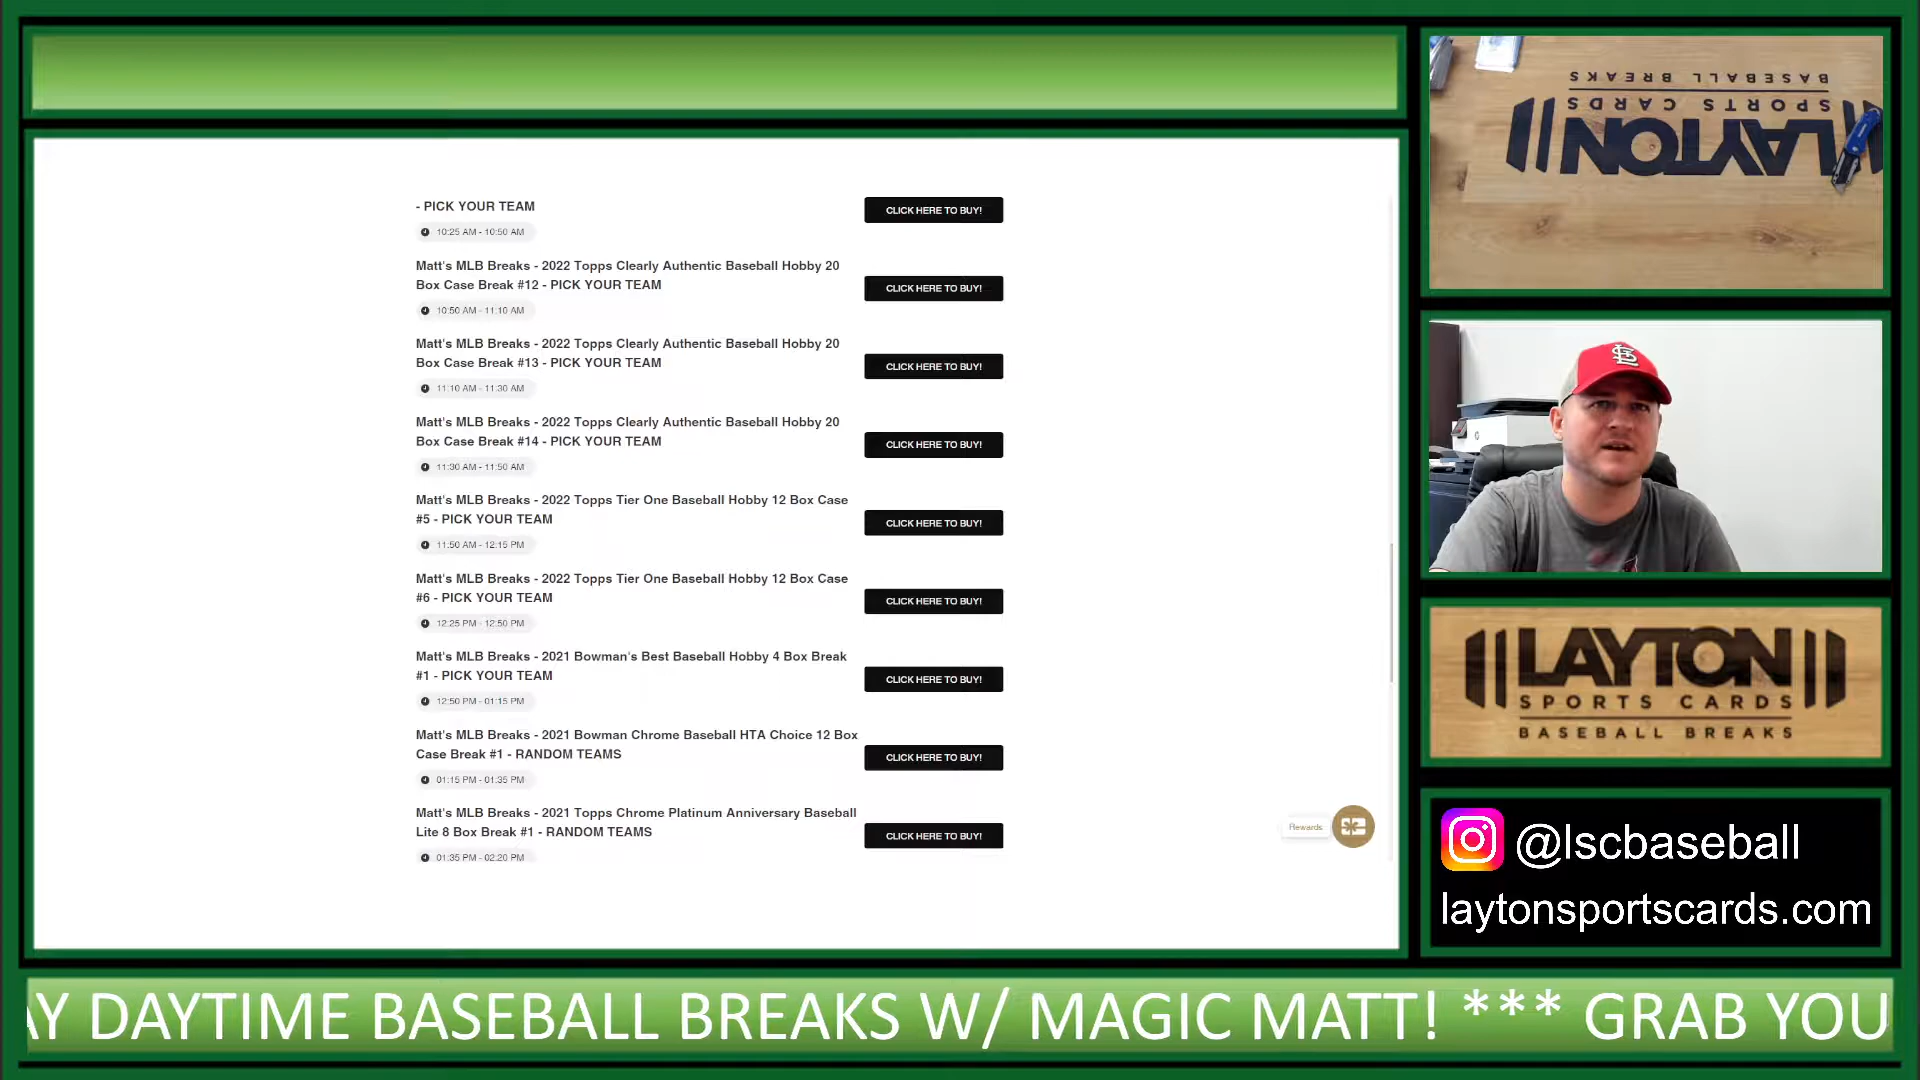 - PICK YOUR TEAM
CLICK HERE TO BUY!
10:25 AM - 10:50 AM
Matt's MLB Breaks - 2022 Topps Clearly Authentic Baseball Hobby 20
Box Case Break #12 - PICK YOUR TEAM
CLICK HERE TO BUY!
10:50 AM - 11:10 AM
Matt's MLB Breaks - 2022 Topps Clearly Authentic Baseball Hobby 20
Box Case Break #13 - PICK YOUR TEAM
CLICK HERE TO BUY!
11:10 AM - 11:30 AM
Matt's MLB Breaks - 2022 Topps Clearly Authentic Baseball Hobby 20
Box Case Break #14 - PICK YOUR TEAM
CLICK HERE TO BUY!
11:30 AM - 11:50 AM
Matt's MLB Breaks - 2022 Topps Tier One Baseball Hobby 12 Box Case
#5 - PICK YOUR TEAM
CLICK HERE TO BUY!
11:50 AM - 12:15 PM
Matt's MLB Breaks - 2022 Topps Tier One Baseball Hobby 12 Box Case
#6 - PICK YOUR TEAM
CLICK HERE TO BUY!
12:25 PM - 12:50 PM
Matt's MLB Breaks - 2021 Bowman's Best Baseball Hobby 4 Box Break
#1 - PICK YOUR TEAM
CLICK HERE TO BUY!
12:50 PM - 01:15 PM
Matt's MLB Breaks - 2021 Bowman Chrome Baseball HTA Choice 12 Box
Case Break #1 - RANDOM TEAMS
CLICK HERE TO BUY!
01:15 PM - 01:35 PM
Matt's MLB Breaks - 2021 Topps Chrome Platinum Anniversary Baseball
Lite 8 Box Break #1 - RANDOM TEAMS
CLICK HERE TO BUY!
01:35 PM - 02:20 PM
Rewards
BASEBALL BREAKS
SPORTS CARDS
LAYTON
STL
LAYTON
SPORTS CARDS
BASEBALL BREAKS
@lscbaseball
laytonsportscards.com
AY DAYTIME BASEBALL BREAKS W/ MAGIC MATT! *** GRAB YOU